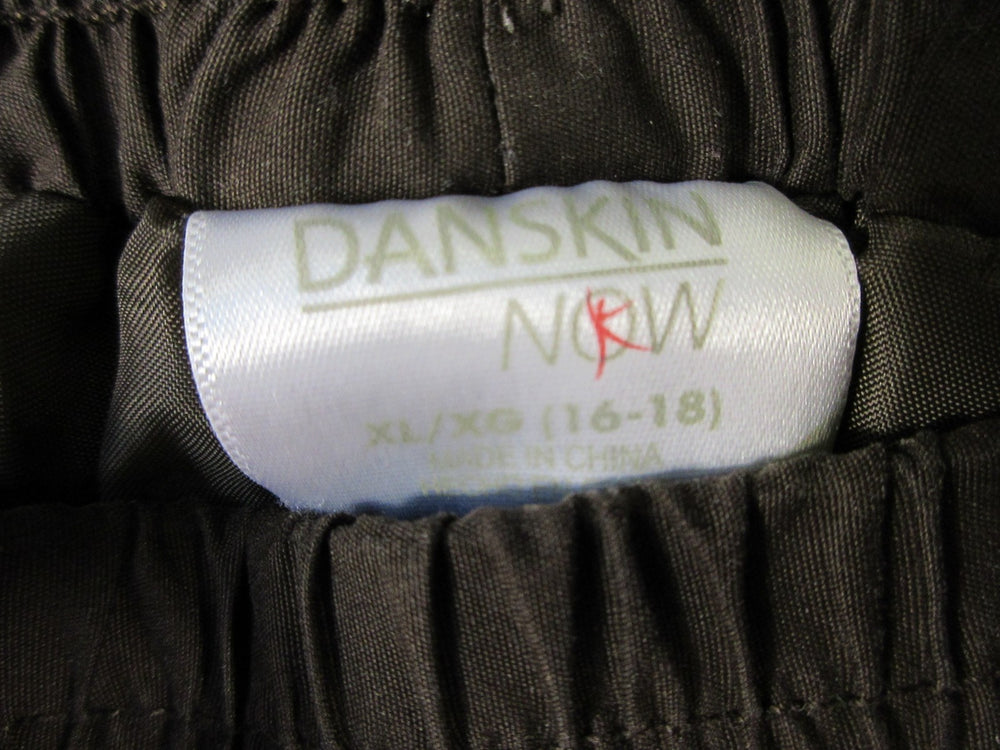 DANSKIN
NOW
XL/XG (16-18)
MADE IN CHINA